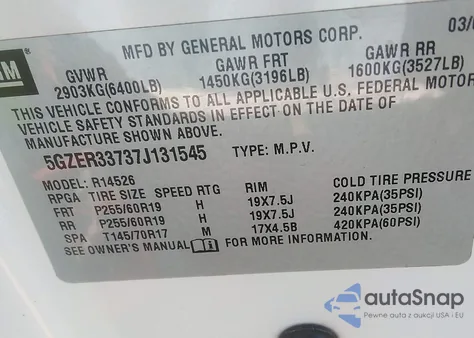 GM
MFD BY GENERAL MOTORS CORP. 03/0
GVWR GAWR FRT GAWR RR
2903KG(6400LB) 1450KG(3196LB) 1600KG(3527LB)
THIS VEHICLE CONFORMS TO ALL APPLICABLE U.S. FEDERAL MOTOR
VEHICLE SAFETY STANDARDS IN EFFECT ON THE DATE OF
MANUFACTURE SHOWN ABOVE.
5GZER33737J131545 TYPE: M.P.V.
MODEL: R14526
RPGA TIRE SIZE SPEED RTG RIM COLD TIRE PRESSURE
FRT P255/60R19 H 19X7.5J 240KPA(35PSI)
RR P255/60R19 H 19X7.5J 240KPA(35PSI)
SPA T145/70R17 M 17X4.5B 420KPA(60PSI)
SEE OWNER'S MANUAL FOR MORE INFORMATION.
autoSnap
Pewne auta z aukcji USA i EU